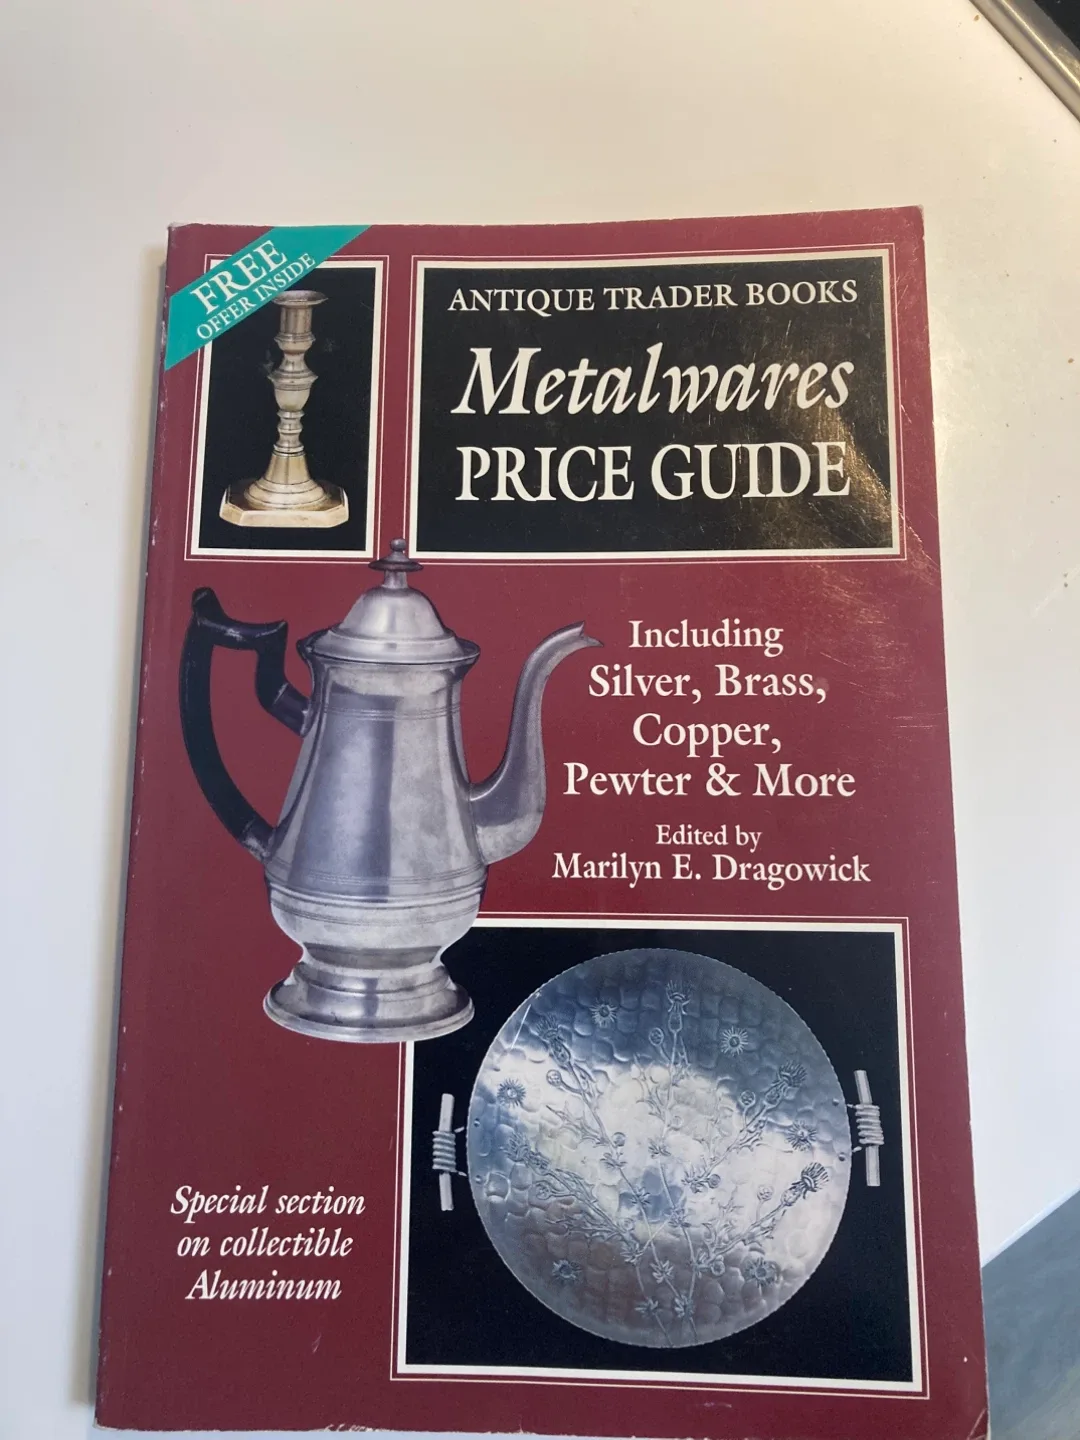 FREE
OFFER INSIDE
ANTIQUE TRADER BOOKS
Metalwares
PRICE GUIDE
Including
Silver, Brass,
Copper,
Pewter & More
Edited by
Marilyn E. Dragowick
Special section
on collectible
Aluminum